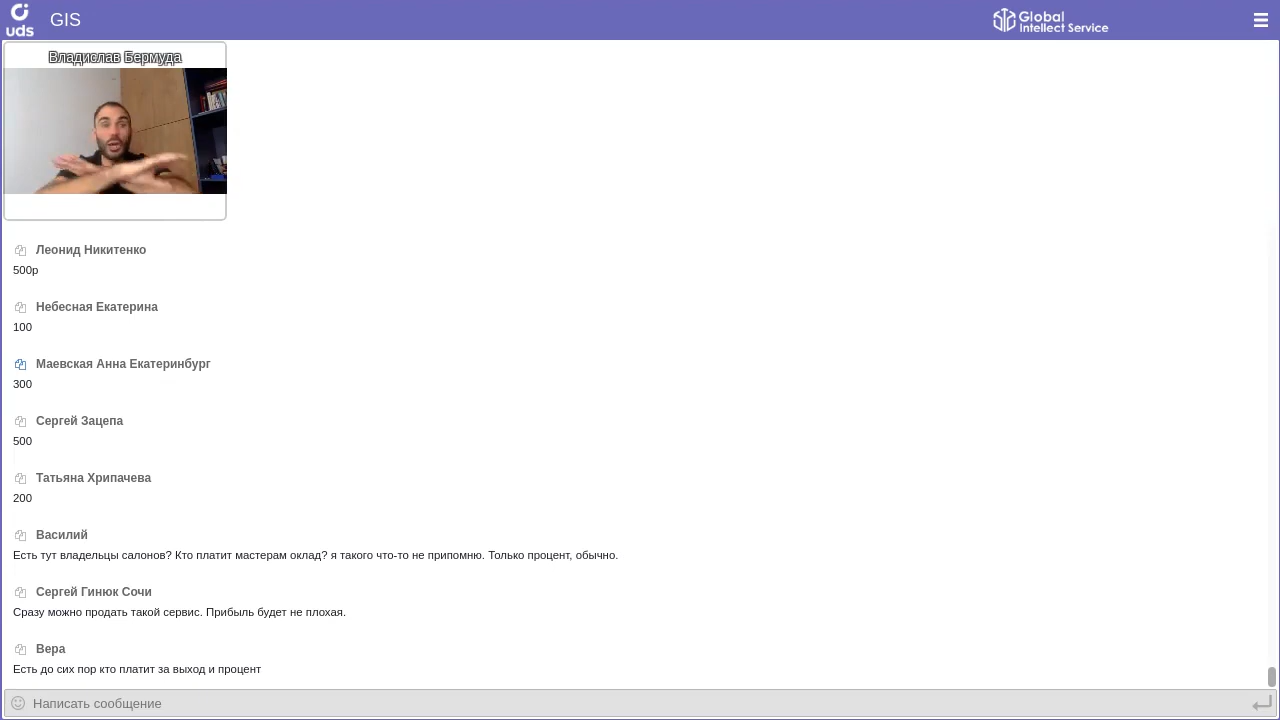 uds
GIS
Global
Intellect Service
Владислав Бермуда
Леонид Никитенко
500р
Небесная Екатерина
100
Маевская Анна Екатеринбург
300
Сергей Зацепа
500
Татьяна Хрипачева
200
Василий
Есть тут владельцы салонов? Кто платит мастерам оклад? я такого что-то не припомню. Только процент, обычно.
Сергей Гинюк Сочи
Сразу можно продать такой сервис. Прибыль будет не плохая.
Вера
Есть до сих пор кто платит за выход и процент
Написать сообщение